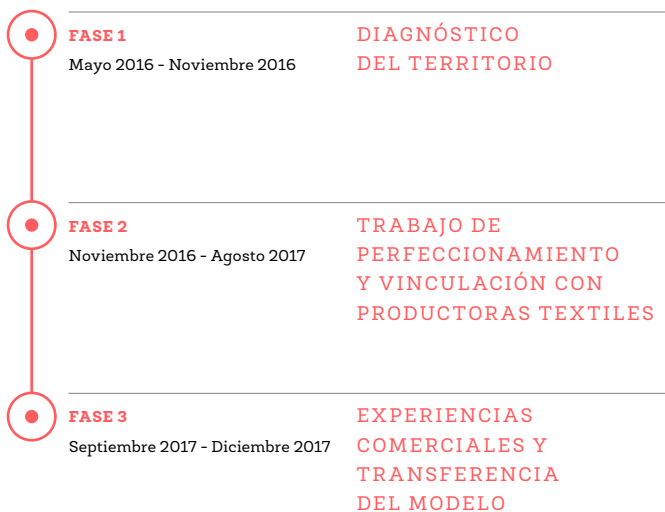 FASE 1
Mayo 2016 - Noviembre 2016
DIAGNÓSTICO
DEL TERRITORIO
FASE 2
Noviembre 2016 - Agosto 2017
TRABAJO DE
PERFECCIONAMIENTO
Y VINCULACIÓN CON
PRODUCTORAS TEXTILES
FASE 3
Septiembre 2017 - Diciembre 2017
EXPERIENCIAS
COMERCIALES Y
TRANSFERENCIA
DEL MODELO